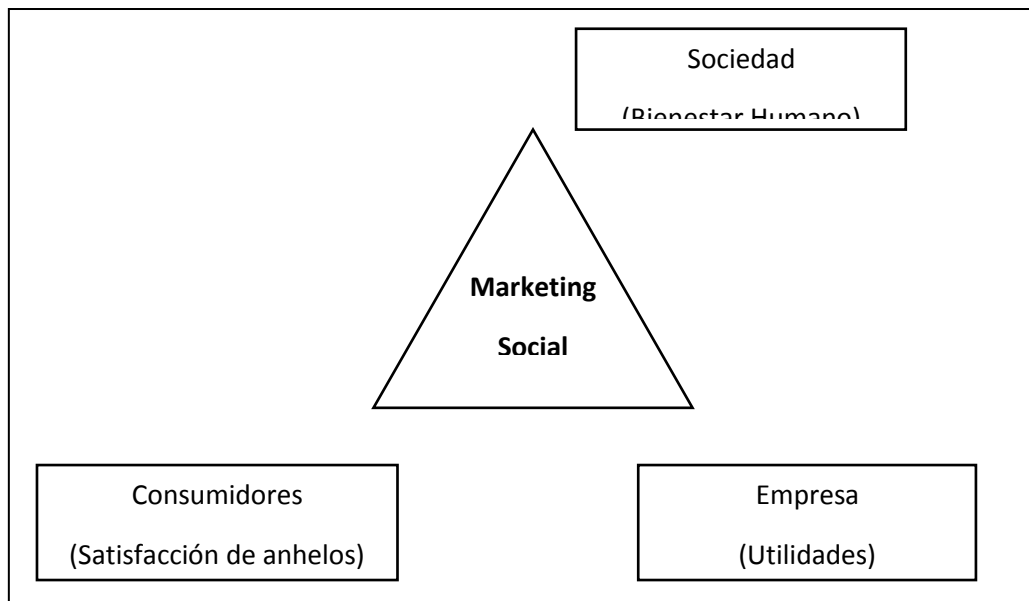 Sociedad
(Bienestar Humano)
Marketing
Social
Consumidores
(Satisfacción de anhelos)
Empresa
(Utilidades)